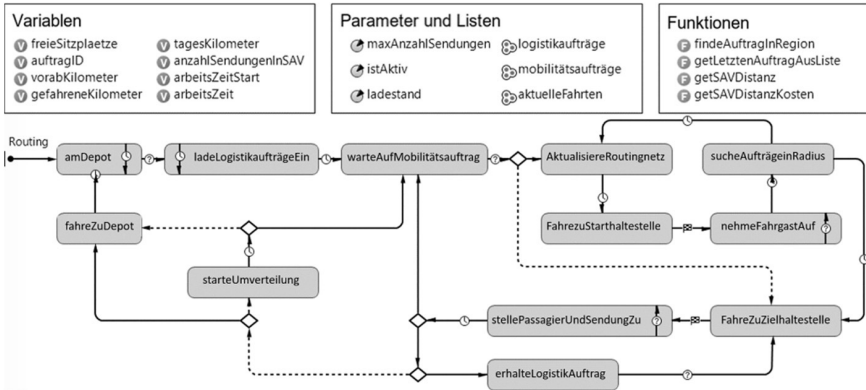 Variablen
freieSitzplaetze
auftragID
vorabKilometer
gefahreneKilometer
tagesKilometer
anzahlSendungenInSAV
arbeitsZeitStart
arbeitsZeit
Parameter und Listen
maxAnzahlSendungen
istAktiv
ladestand
logistikaufträge
mobilitätsaufträge
aktuelleFahrten
Funktionen
findeAuftragInRegion
getLetztenAuftragAusListe
getSAVDistanz
getSAVDistanzKosten
Routing
amDepot
ladeLogistikaufträgeEin
warteAufMobilitätsauftrag
AktualisiereRoutingnetz
sucheAufträgeinRadius
fahreZuDepot
FahrezuStarthaltestelle
nehmeFahrgastAuf
starteUmverteilung
stellePassagierUndSendungZu
FahreZuZielhaltestelle
erhalteLogistikAuftrag